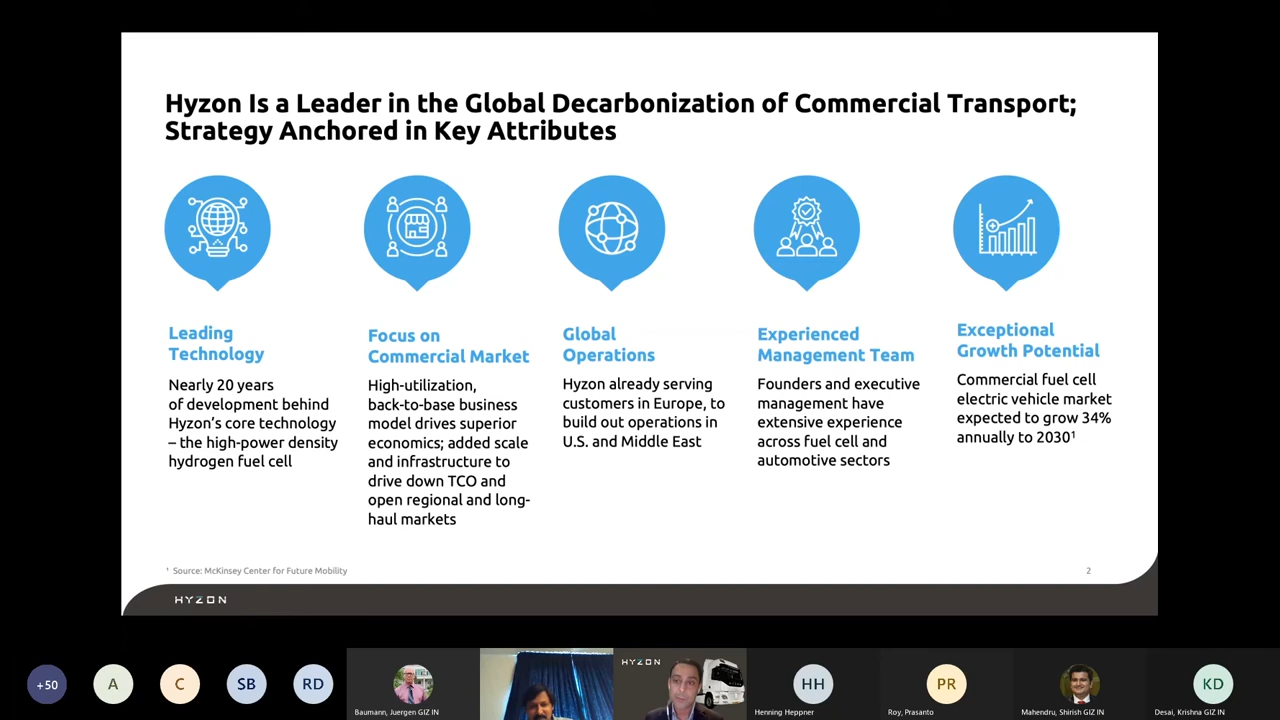 Hyzon Is a Leader in the Global Decarbonization of Commercial Transport;
Strategy Anchored in Key Attributes
Leading
Technology
Nearly 20 years
of development behind
Hyzon's core technology
– the high-power density
hydrogen fuel cell
Focus on
Commercial Market
High-utilization,
back-to-base business
model drives superior
economics; added scale
and infrastructure to
drive down TCO and
open regional and long-
haul markets
Global
Operations
Hyzon already serving
customers in Europe, to
build out operations in
U.S. and Middle East
Experienced
Management Team
Founders and executive
management have
extensive experience
across fuel cell and
automotive sectors
Exceptional
Growth Potential
Commercial fuel cell
electric vehicle market
expected to grow 34%
annually to 2030¹
¹ Source: McKinsey Center for Future Mobility
2
HYZON
+50
A
C
SB
RD
Baumann, Juergen GIZ IN
HYZON
HH
Henning Heppner
PR
Roy, Prasanto
Mahendru, Shirish GIZ IN
KD
Desai, Krishna GIZ IN